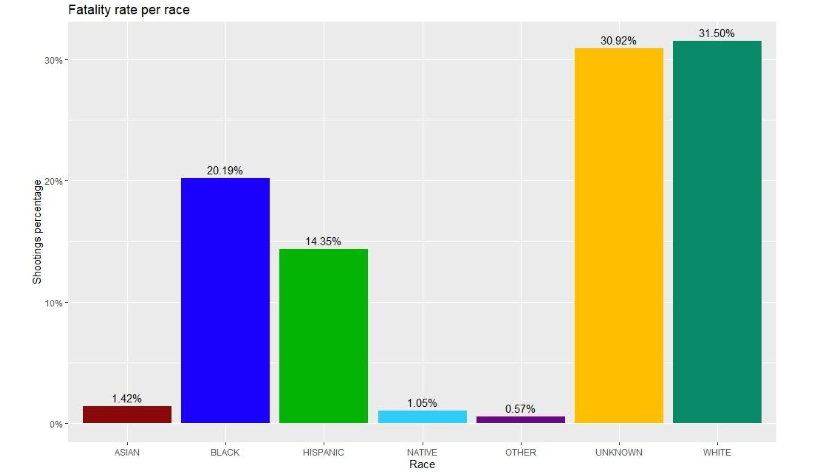 Fatality rate per race
Shootings percentage
30%
20%
10%
0%
1.42%
20.19%
14.35%
1.05%
0.57%
30.92%
31.50%
ASIAN
BLACK
HISPANIC
NATIVE
OTHER
UNKNOWN
WHITE
Race